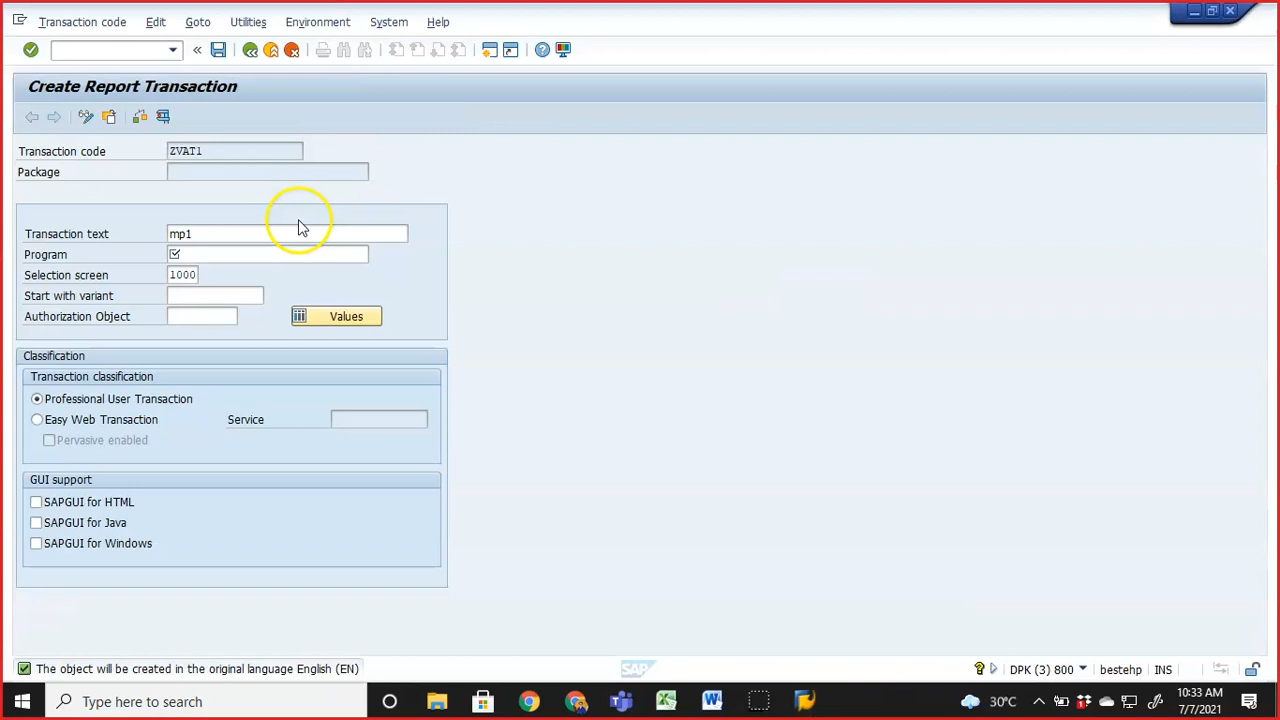 Transaction code Edit Goto Utilities Environment System Help
Create Report Transaction
Transaction code ZVAT1
Package
Transaction text mp1
Program
Selection screen 1000
Start with variant
Authorization Object Values
Classification
Transaction classification
Professional User Transaction
Easy Web Transaction Service
Pervasive enabled
GUI support
SAPGUI for HTML
SAPGUI for Java
SAPGUI for Windows
The object will be created in the original language English (EN) SAP DPK (3) 800 bestehp INS
Type here to search 30°C 10:33 AM
7/7/2021